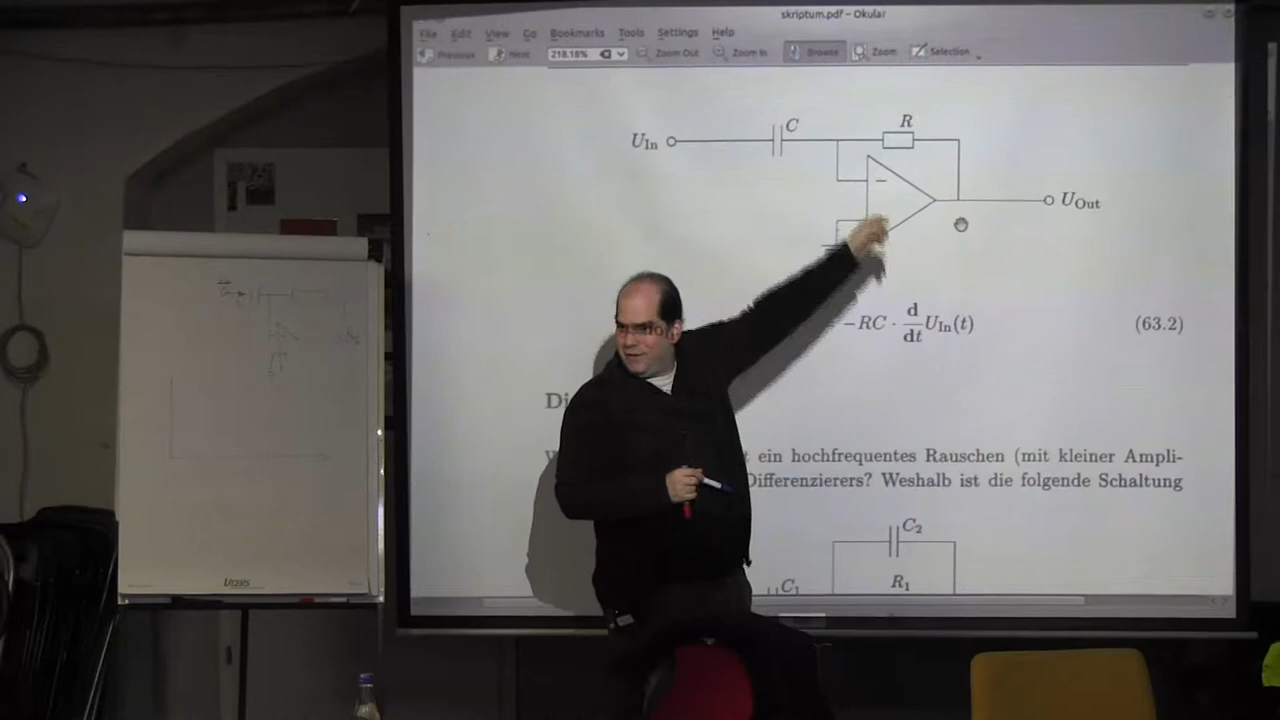 skriptum.pdf – Okular
File Edit View Go Bookmarks Tools Settings Help
Previous Next 218.18% Zoom Out Zoom In Browse Zoom Selection
C
R
U_In
−
U_Out
−RC · d/dt U_In(t) (63.2)
Di
ein hochfrequentes Rauschen (mit kleiner Ampli-
Differenzierers? Weshalb ist die folgende Schaltung
C_2
C_1
R_1